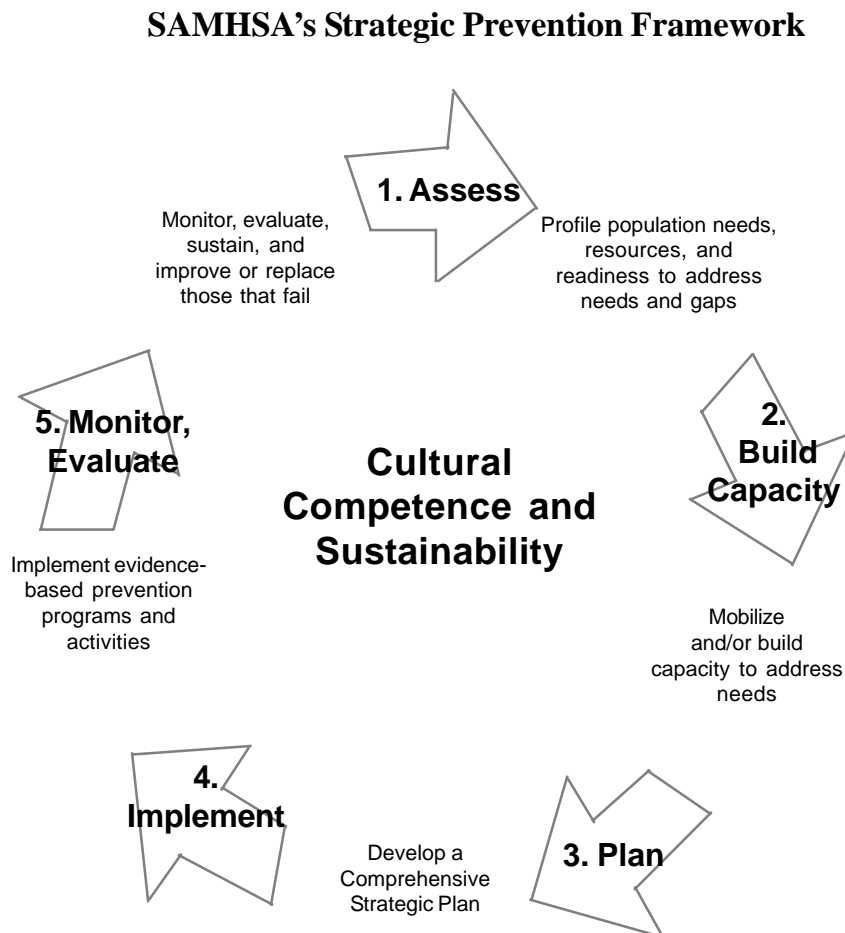 SAMHSA's Strategic Prevention Framework
1. Assess
Monitor, evaluate,
sustain, and
improve or replace
those that fail
Profile population needs,
resources, and
readiness to address
needs and gaps
5. Monitor,
Evaluate
Cultural
Competence and
Sustainability
2.
Build
Capacity
Implement evidence-
based prevention
programs and
activities
Mobilize
and/or build
capacity to address
needs
4.
Implement
Develop a
Comprehensive
Strategic Plan
3. Plan